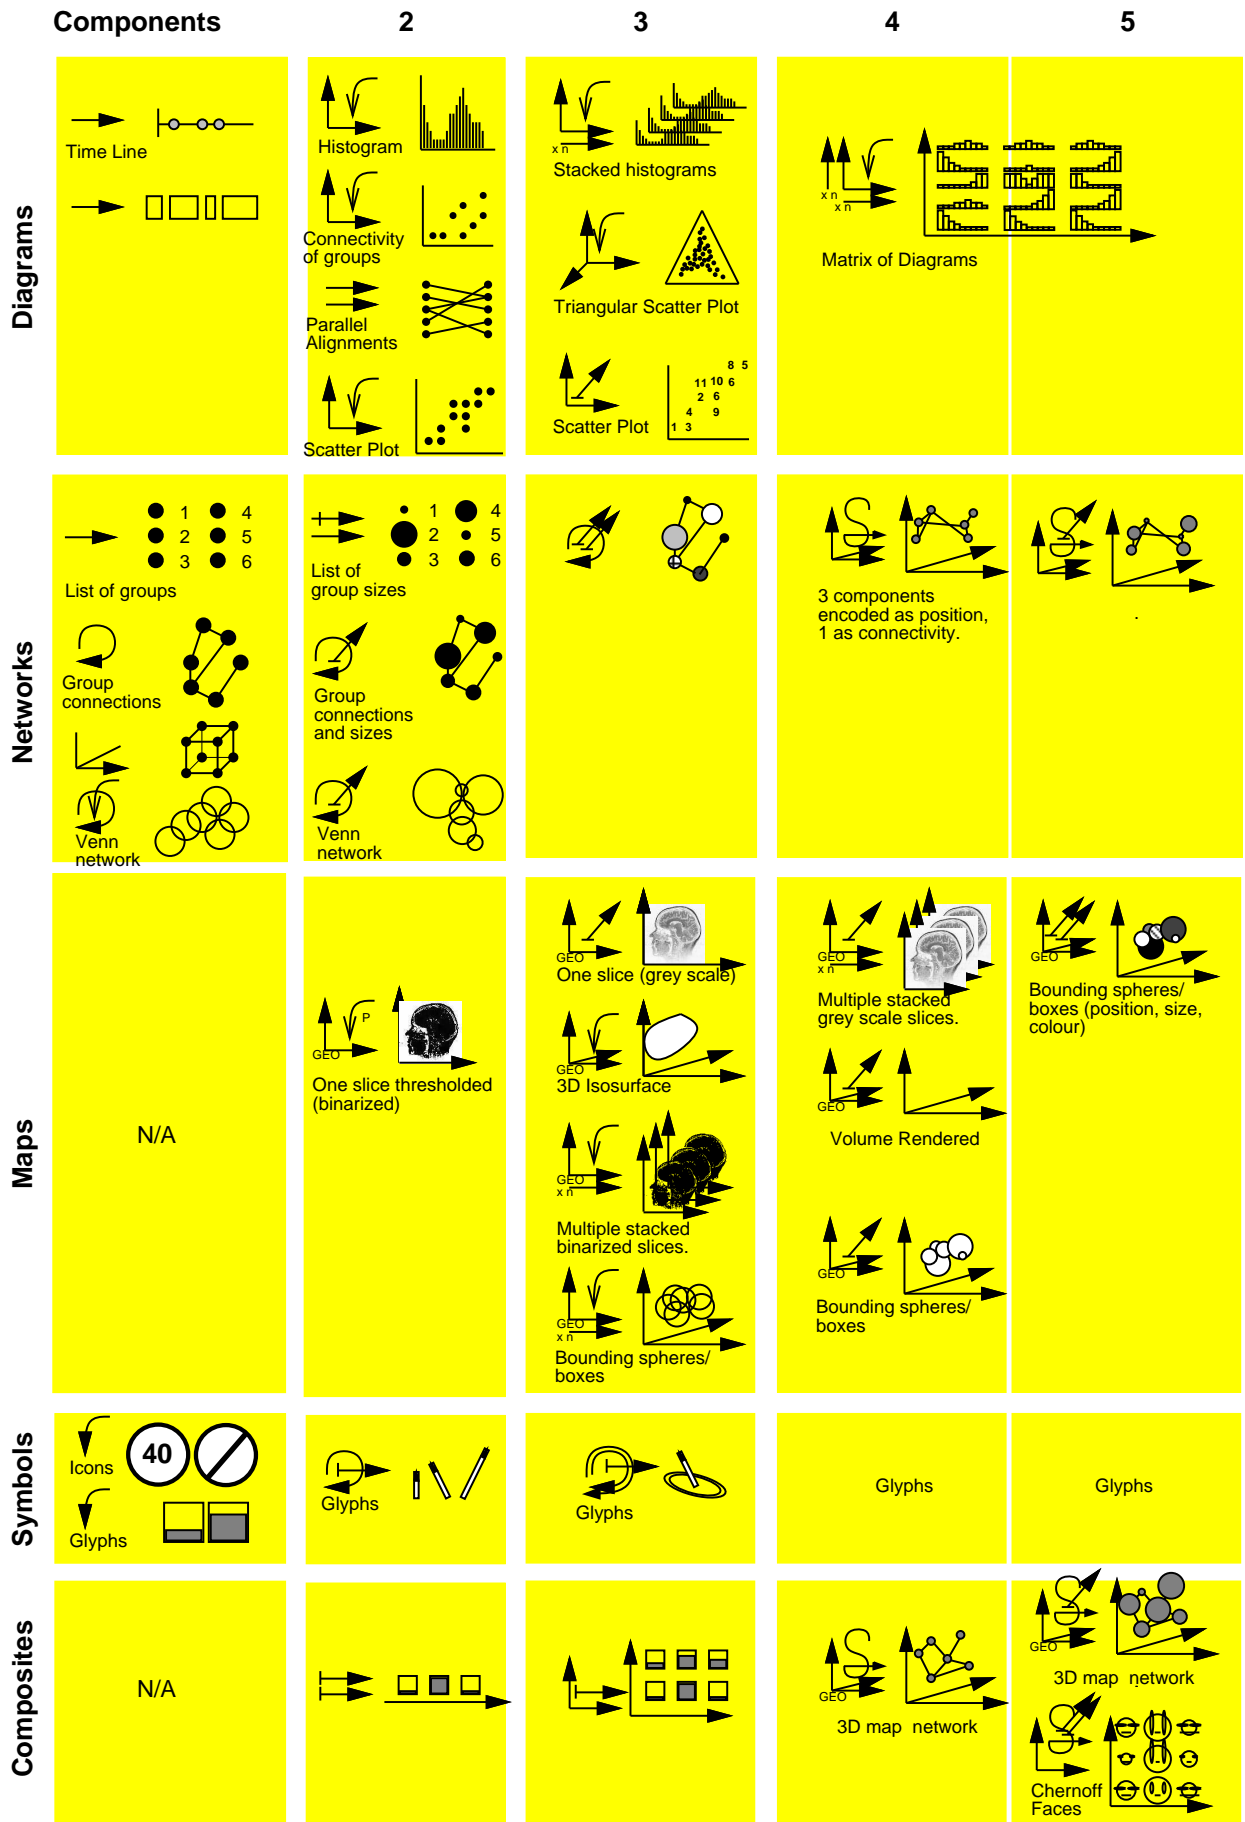 Components 2 3 4 5
Diagrams
Time Line
Histogram
Connectivity
of groups
Parallel
Alignments
Scatter Plot
x n
Stacked histograms
Triangular Scatter Plot
8 5
11 10 6
2 6
4 9
1 3
Scatter Plot
x n
x n
Matrix of Diagrams
Networks
1 4
2 5
3 6
List of groups
Group
connections
Venn
network
1 4
2 5
3 6
List of
group sizes
Group
connections
and sizes
Venn
network
3 components
encoded as position,
1 as connectivity.
.
Maps
N/A
P
GEO
One slice thresholded
(binarized)
GEO
One slice (grey scale)
GEO
3D Isosurface
GEO
x n
Multiple stacked
binarized slices.
GEO
x n
Bounding spheres/
boxes
GEO
x n
Multiple stacked
grey scale slices.
GEO
Volume Rendered
GEO
Bounding spheres/
boxes
GEO
Bounding spheres/
boxes (position, size,
colour)
Symbols
Icons
40
Glyphs
Glyphs
Glyphs
Glyphs
Glyphs
Composites
N/A
GEO
3D map network
GEO
3D map network
Chernoff
Faces